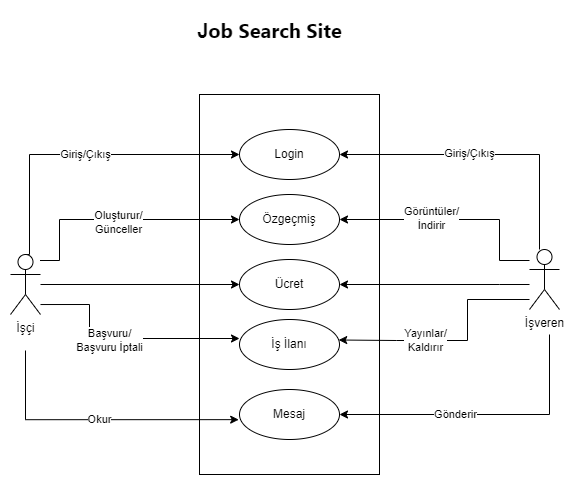 Job Search Site
Giriş/Çıkış
Login
Giriş/Çıkış
Oluşturur/
Günceller
Özgeçmiş
Görüntüler/
İndirir
Ücret
İşçi
İşveren
Başvuru/
Başvuru İptali
İş İlanı
Yayınlar/
Kaldırır
Okur
Mesaj
Gönderir